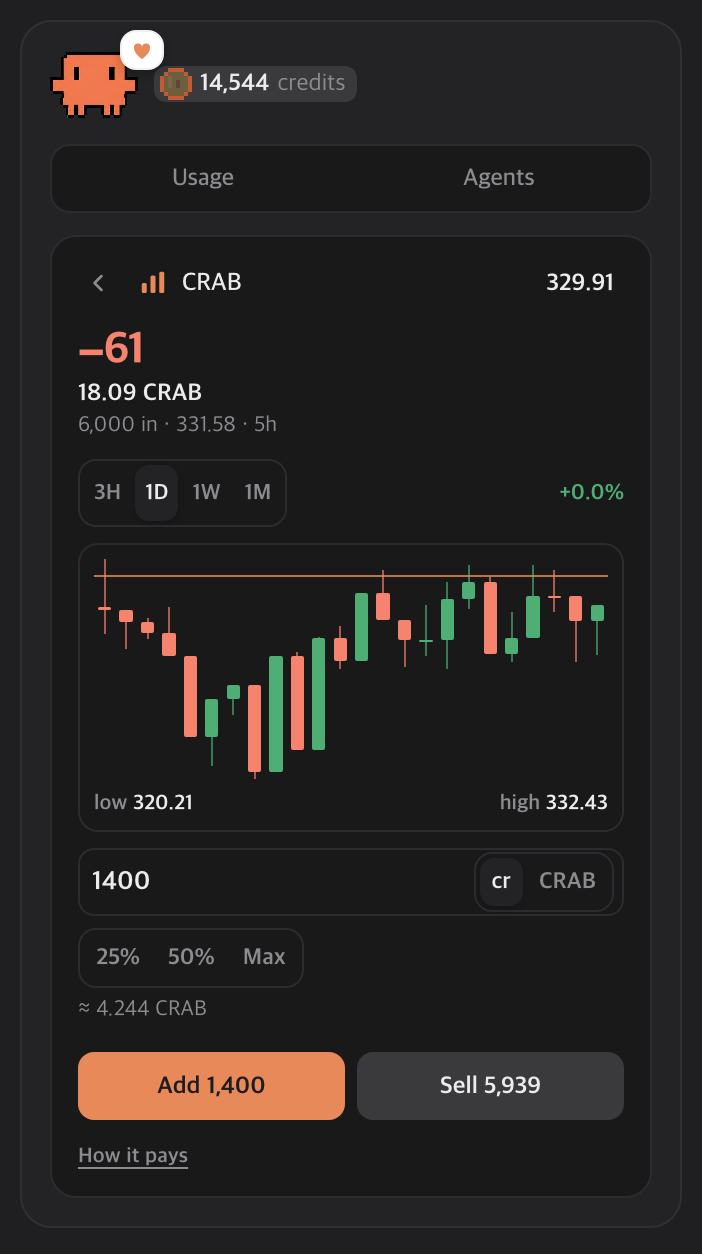 14,544 credits
Usage Agents
CRAB 329.91
–61
18.09 CRAB
6,000 in · 331.58 · 5h
3H 1D 1W 1M +0.0%
low 320.21 high 332.43
1400 cr CRAB
25% 50% Max
≈ 4.244 CRAB
Add 1,400 Sell 5,939
How it pays